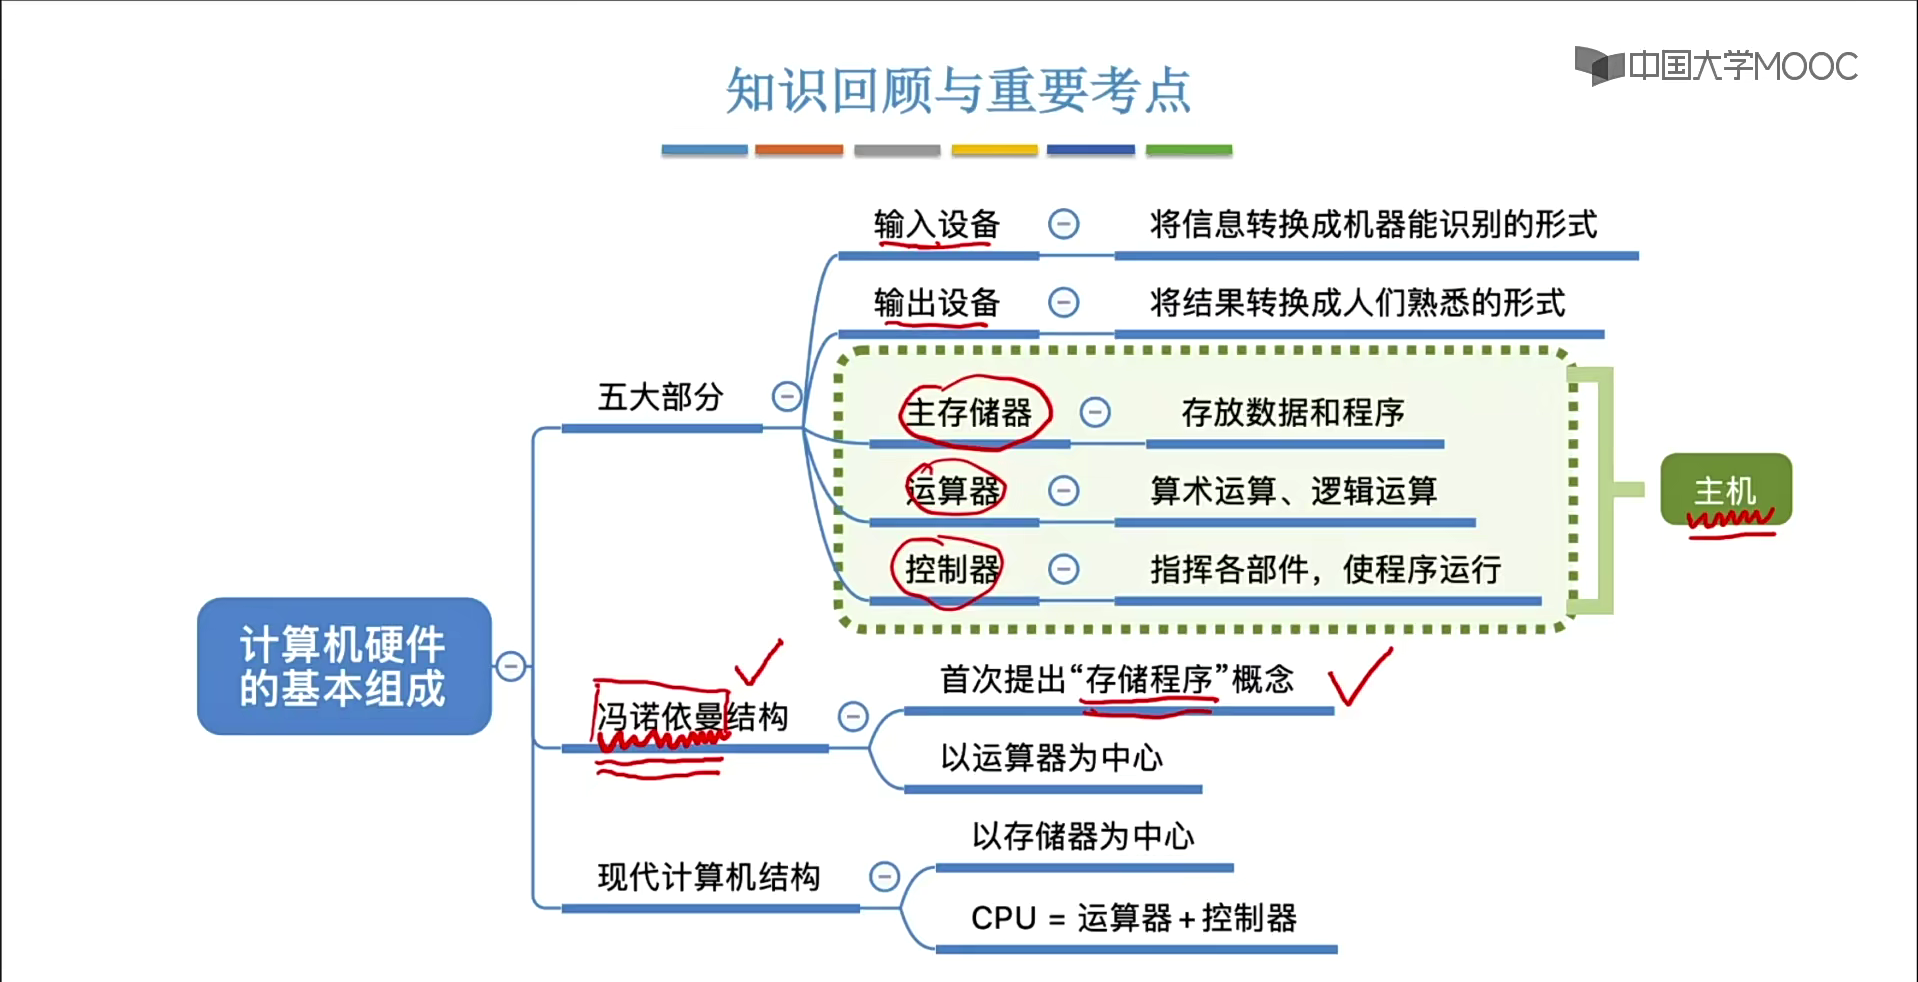 中国大学MOOC
知识回顾与重要考点
输入设备 将信息转换成机器能识别的形式
输出设备 将结果转换成人们熟悉的形式
五大部分
主存储器 存放数据和程序
运算器 算术运算、逻辑运算
主机
控制器 指挥各部件，使程序运行
计算机硬件
的基本组成
冯诺依曼结构
首次提出“存储程序”概念
以运算器为中心
现代计算机结构
以存储器为中心
CPU = 运算器+控制器